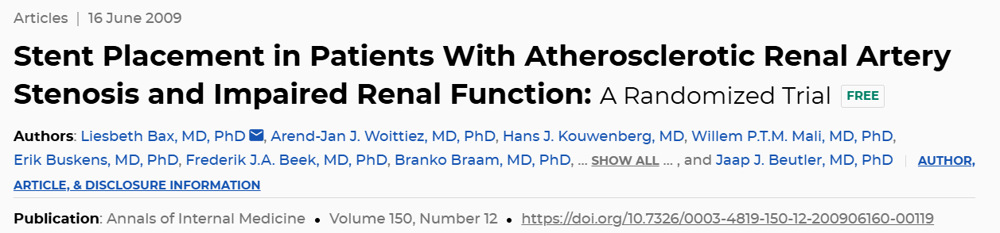 Articles | 16 June 2009
Stent Placement in Patients With Atherosclerotic Renal Artery
Stenosis and Impaired Renal Function: A Randomized Trial FREE
Authors: Liesbeth Bax, MD, PhD, Arend-Jan J. Woittiez, MD, PhD, Hans J. Kouwenberg, MD, Willem P.T.M. Mali, MD, PhD,
Erik Buskens, MD, PhD, Frederik J.A. Beek, MD, PhD, Branko Braam, MD, PhD, ... SHOW ALL ... , and Jaap J. Beutler, MD, PhD | AUTHOR,
ARTICLE, & DISCLOSURE INFORMATION
Publication: Annals of Internal Medicine • Volume 150, Number 12 • https://doi.org/10.7326/0003-4819-150-12-200906160-00119